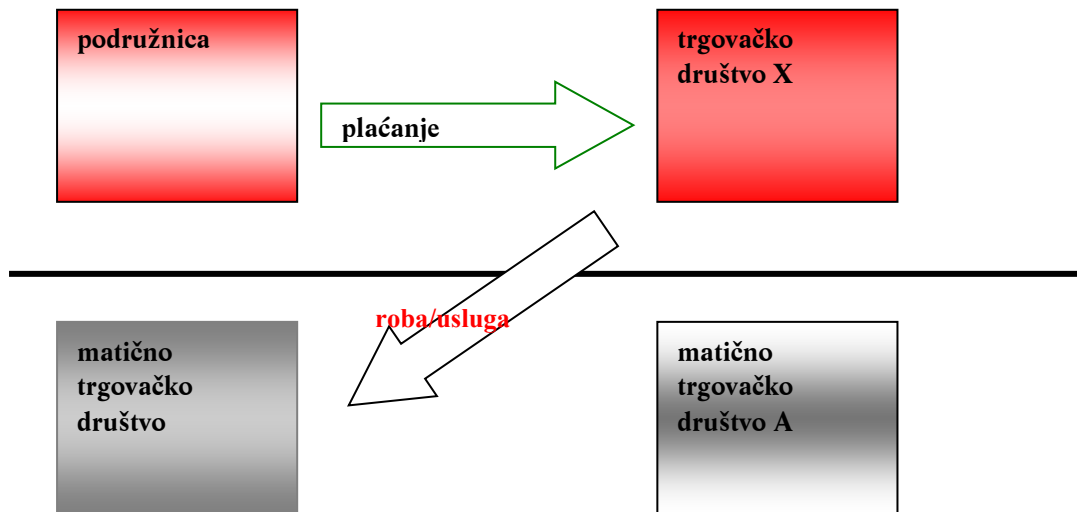 podružnica
trgovačko
društvo X
plaćanje
roba/usluga
matično
trgovačko
društvo
matično
trgovačko
društvo A